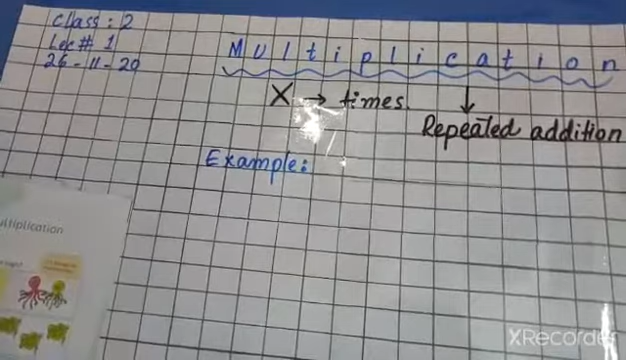 Class : 2
Lec # 1
26 - 11 - 20
Multiplication
X → times.
↓
Repeated addition
Example:
ultiplication
XRecorder